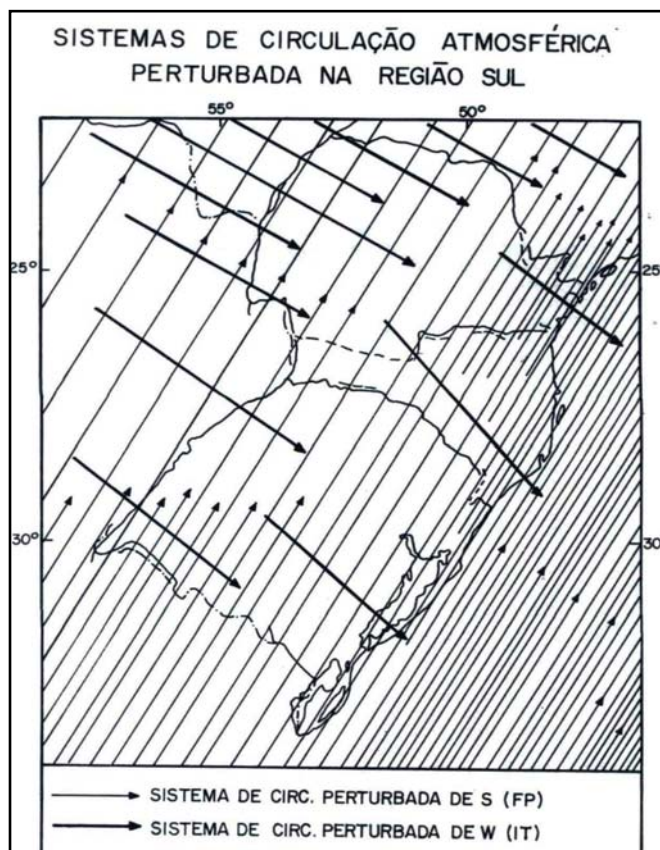 SISTEMAS DE CIRCULAÇÃO ATMOSFÉRICA
PERTURBADA NA REGIÃO SUL
55° 50°
25° 25
30° 30
SISTEMA DE CIRC. PERTURBADA DE S (FP)
SISTEMA DE CIRC. PERTURBADA DE W (IT)